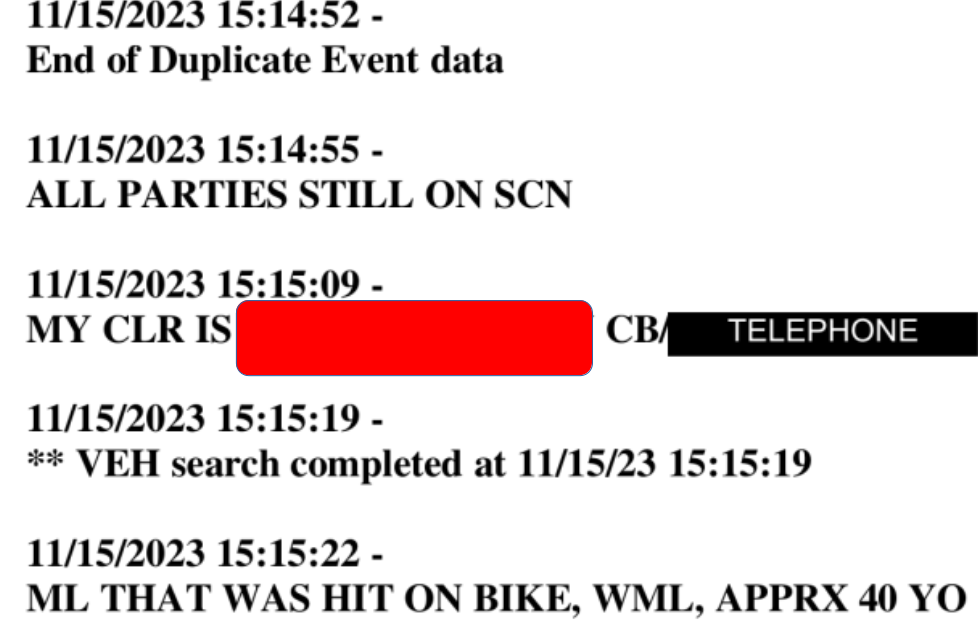 11/15/2023 15:14:52 -
End of Duplicate Event data
11/15/2023 15:14:55 -
ALL PARTIES STILL ON SCN
11/15/2023 15:15:09 -
MY CLR IS CB/ TELEPHONE
11/15/2023 15:15:19 -
** VEH search completed at 11/15/23 15:15:19
11/15/2023 15:15:22 -
ML THAT WAS HIT ON BIKE, WML, APPRX 40 YO